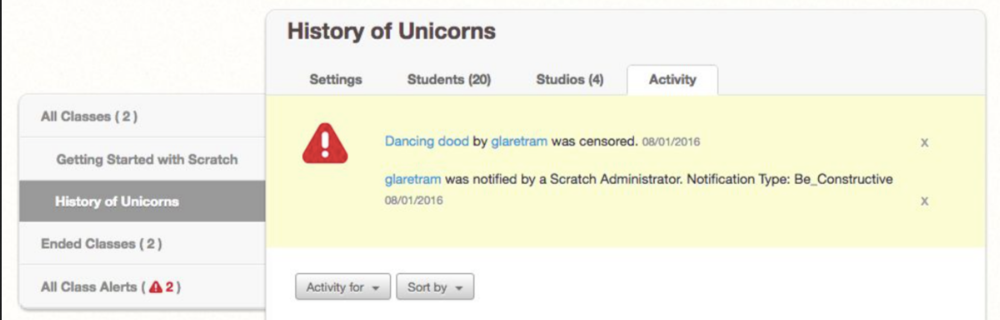 History of Unicorns
Settings Students (20) Studios (4) Activity
All Classes ( 2 )
Getting Started with Scratch
History of Unicorns
Ended Classes ( 2 )
All Class Alerts ( 2 )
Dancing dood by glaretram was censored. 08/01/2016 x
glaretram was notified by a Scratch Administrator. Notification Type: Be_Constructive
08/01/2016 x
Activity for Sort by